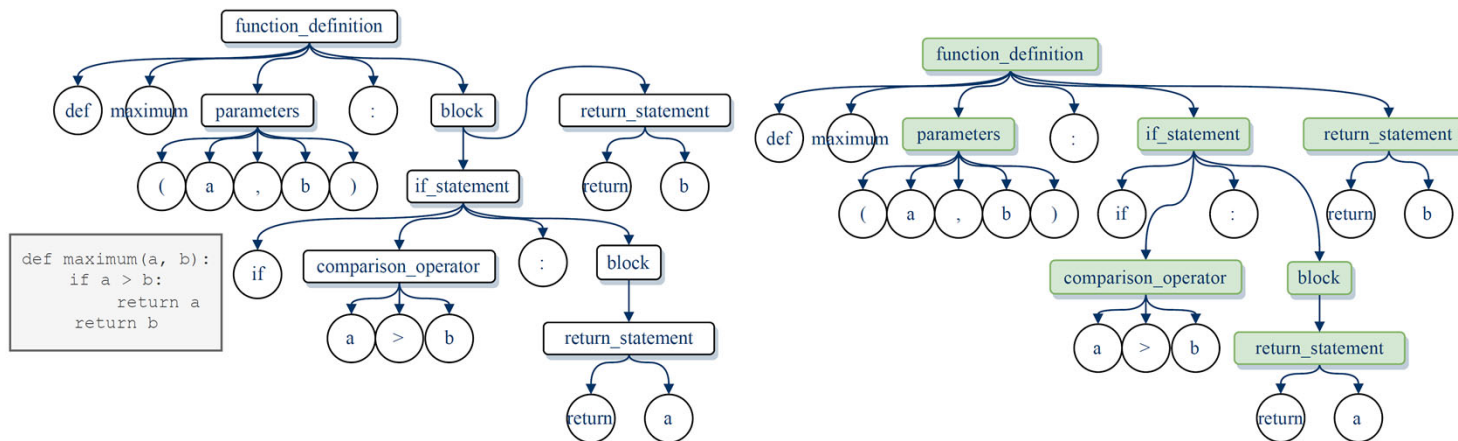 function_definition
def
maximum
parameters
:
block
return_statement
(
a
,
b
)
if_statement
return
b
if
comparison_operator
:
block
a
>
b
return_statement
return
a
def maximum(a, b):
if a > b:
return a
return b
function_definition
def
maximum
parameters
:
if_statement
return_statement
(
a
,
b
)
if
:
return
b
comparison_operator
block
a
>
b
return_statement
return
a